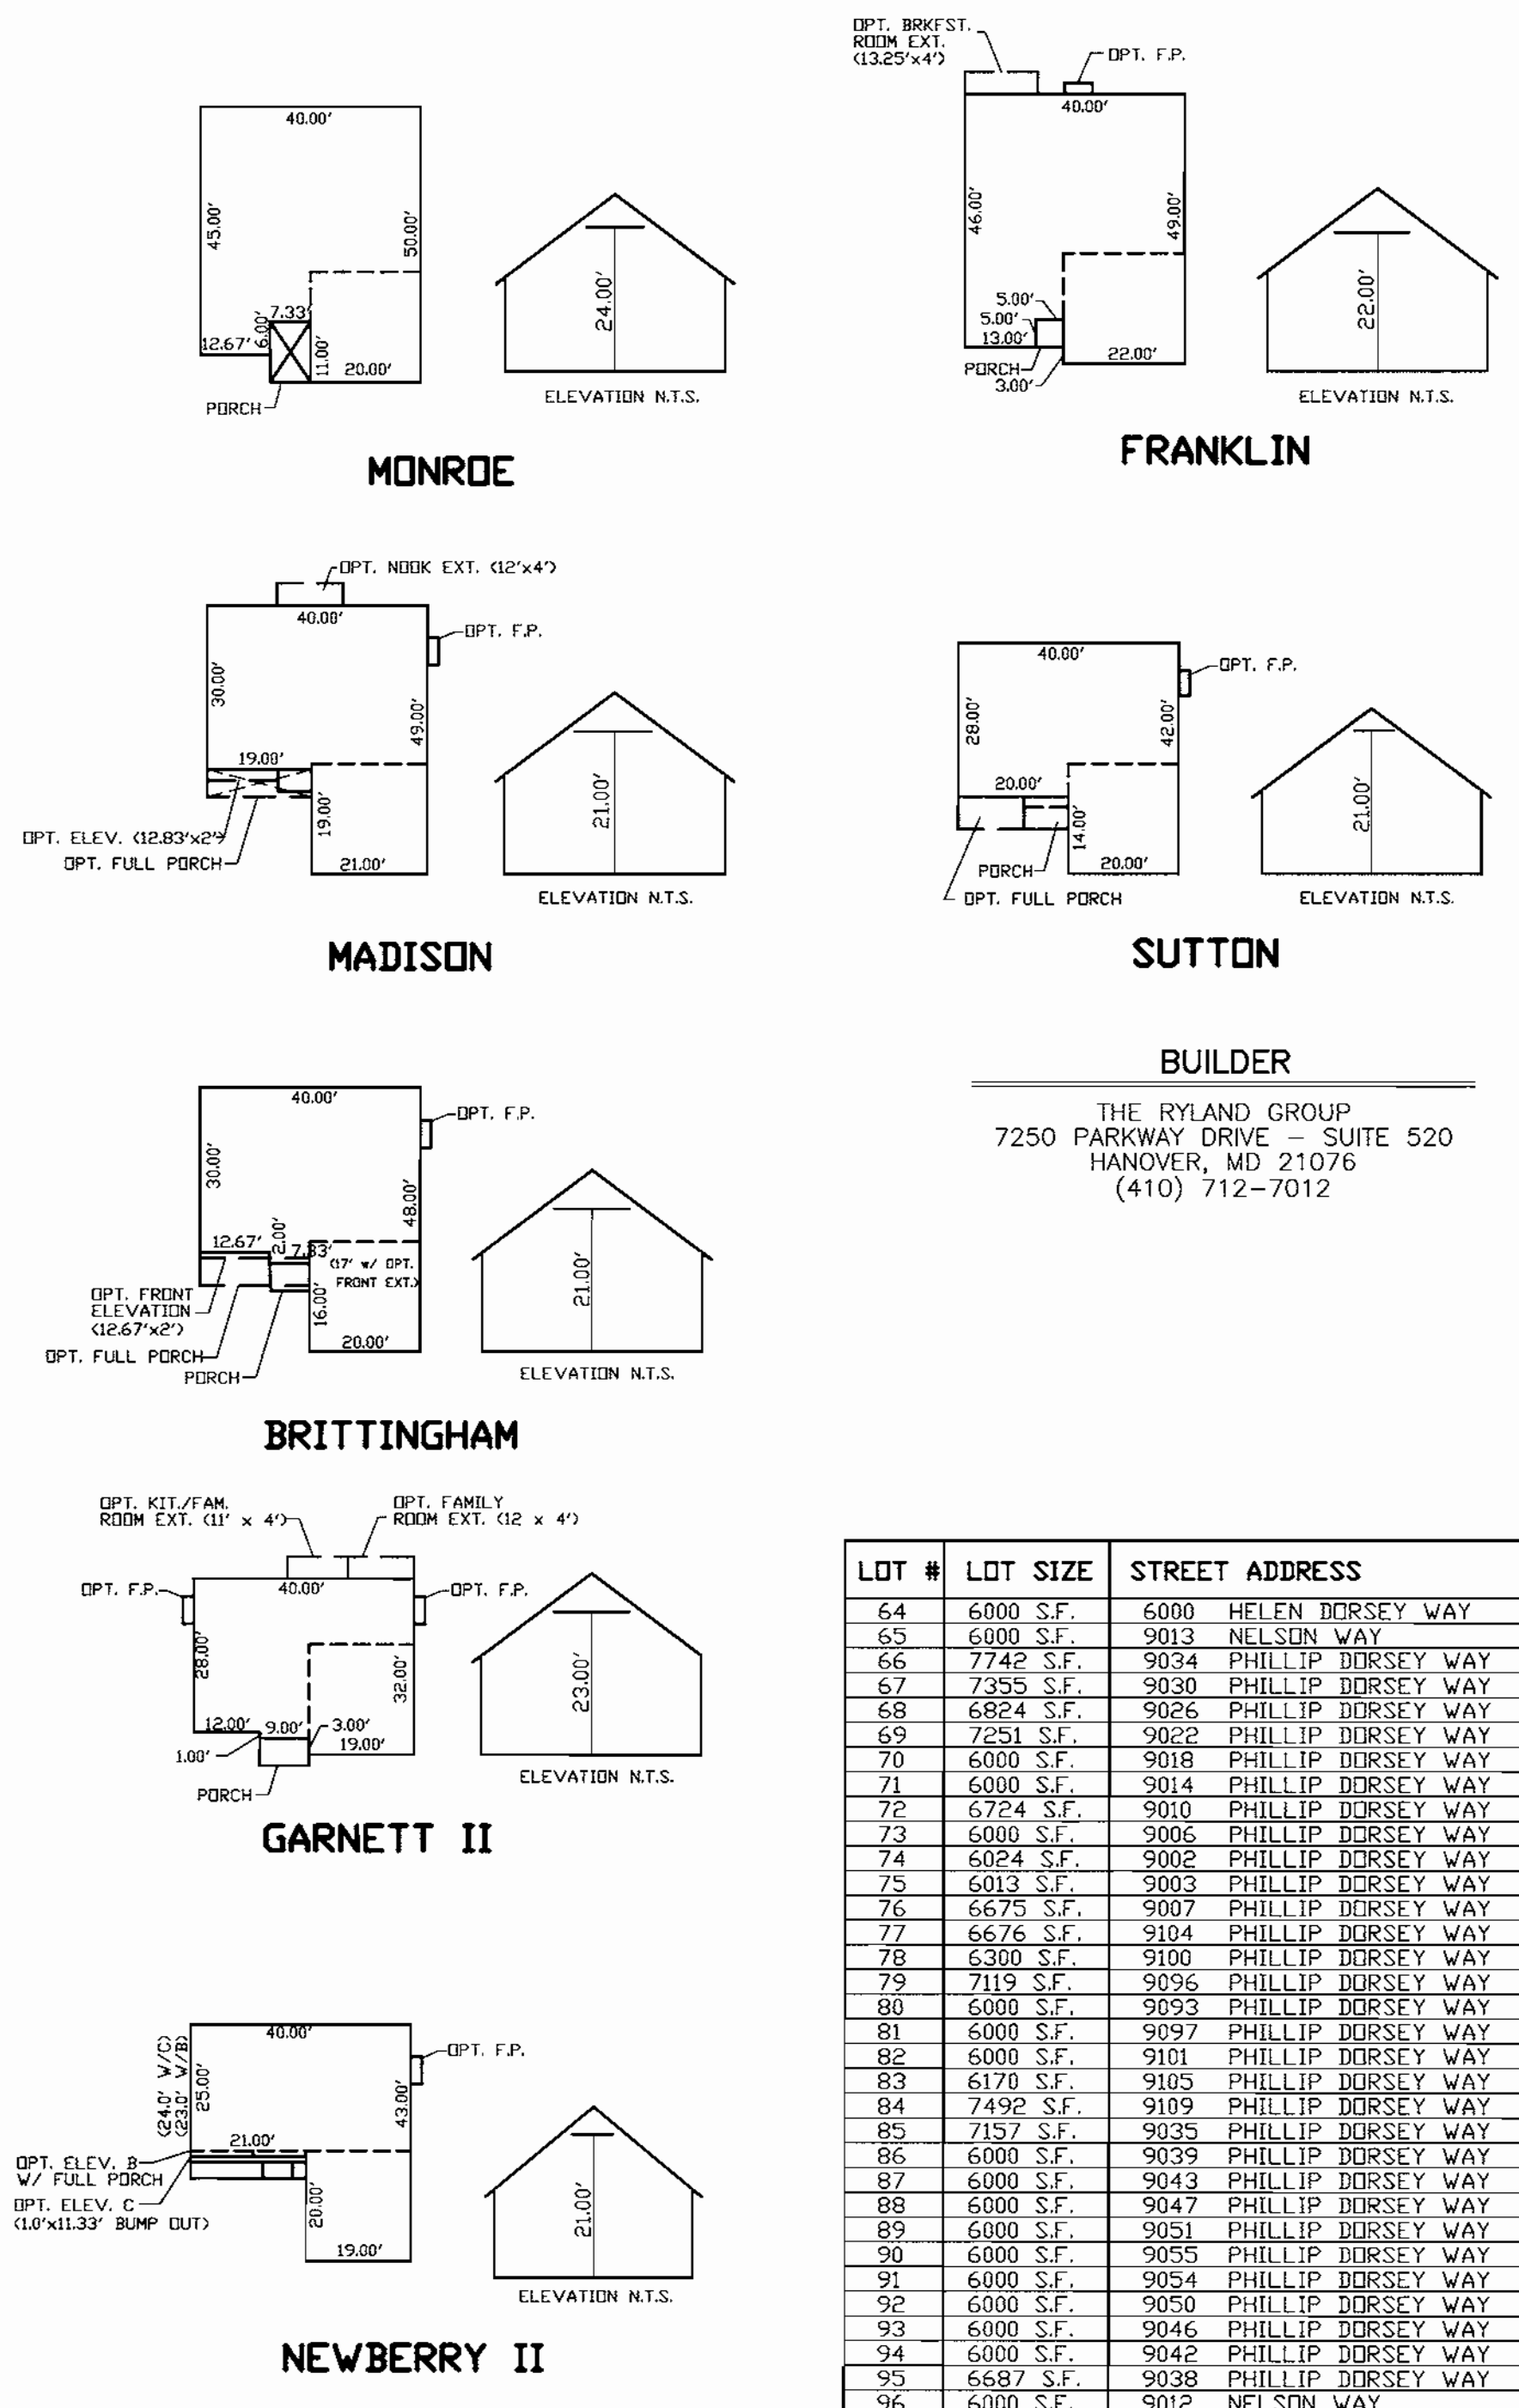 40.00'
45.00'
50.00'
7.33'
6.00'
12.67'
11.00'
20.00'
PORCH
24.00'
ELEVATION N.T.S.
MONROE
OPT. BRKFST.
ROOM EXT.
(13.25'x4')
OPT. F.P.
40.00'
46.00'
49.00'
5.00'
5.00'
13.00'
22.00'
PORCH
3.00'
22.00'
ELEVATION N.T.S.
FRANKLIN
OPT. NOOK EXT. (12'x4')
40.00'
OPT. F.P.
30.00'
49.00'
19.00'
19.00'
OPT. ELEV. (12.83'x2')
OPT. FULL PORCH
21.00'
21.00'
ELEVATION N.T.S.
MADISON
40.00'
OPT. F.P.
28.00'
42.00'
20.00'
14.00'
PORCH
20.00'
OPT. FULL PORCH
21.00'
ELEVATION N.T.S.
SUTTON
BUILDER
THE RYLAND GROUP
7250 PARKWAY DRIVE – SUITE 520
HANOVER, MD 21076
(410) 712-7012
40.00'
OPT. F.P.
30.00'
48.00'
12.67'
2.00'
7.33'
(17' w/ OPT.
FRONT EXT.)
OPT. FRONT
ELEVATION
(12.67'x2')
16.00'
20.00'
OPT. FULL PORCH
PORCH
21.00'
ELEVATION N.T.S.
BRITTINGHAM
OPT. KIT./FAM.
ROOM EXT. (11' x 4')
OPT. FAMILY
ROOM EXT. (12 x 4')
OPT. F.P.
40.00'
OPT. F.P.
28.00'
32.00'
12.00'
9.00'
3.00'
19.00'
1.00'
PORCH
23.00'
ELEVATION N.T.S.
GARNETT II
40.00'
OPT. F.P.
(24.0' W/C)
(23.0' W/B)
25.00'
43.00'
21.00'
OPT. ELEV. B
W/ FULL PORCH
OPT. ELEV. C
(1.0'x11.33' BUMP OUT)
20.00'
19.00'
21.00'
ELEVATION N.T.S.
NEWBERRY II
LOT # LOT SIZE STREET ADDRESS
64 6000 S.F. 6000 HELEN DORSEY WAY
65 6000 S.F. 9013 NELSON WAY
66 7742 S.F. 9034 PHILLIP DORSEY WAY
67 7355 S.F. 9030 PHILLIP DORSEY WAY
68 6824 S.F. 9026 PHILLIP DORSEY WAY
69 7251 S.F. 9022 PHILLIP DORSEY WAY
70 6000 S.F. 9018 PHILLIP DORSEY WAY
71 6000 S.F. 9014 PHILLIP DORSEY WAY
72 6724 S.F. 9010 PHILLIP DORSEY WAY
73 6000 S.F. 9006 PHILLIP DORSEY WAY
74 6024 S.F. 9002 PHILLIP DORSEY WAY
75 6013 S.F. 9003 PHILLIP DORSEY WAY
76 6675 S.F. 9007 PHILLIP DORSEY WAY
77 6676 S.F. 9104 PHILLIP DORSEY WAY
78 6300 S.F. 9100 PHILLIP DORSEY WAY
79 7119 S.F. 9096 PHILLIP DORSEY WAY
80 6000 S.F. 9093 PHILLIP DORSEY WAY
81 6000 S.F. 9097 PHILLIP DORSEY WAY
82 6000 S.F. 9101 PHILLIP DORSEY WAY
83 6170 S.F. 9105 PHILLIP DORSEY WAY
84 7492 S.F. 9109 PHILLIP DORSEY WAY
85 7157 S.F. 9035 PHILLIP DORSEY WAY
86 6000 S.F. 9039 PHILLIP DORSEY WAY
87 6000 S.F. 9043 PHILLIP DORSEY WAY
88 6000 S.F. 9047 PHILLIP DORSEY WAY
89 6000 S.F. 9051 PHILLIP DORSEY WAY
90 6000 S.F. 9055 PHILLIP DORSEY WAY
91 6000 S.F. 9054 PHILLIP DORSEY WAY
92 6000 S.F. 9050 PHILLIP DORSEY WAY
93 6000 S.F. 9046 PHILLIP DORSEY WAY
94 6000 S.F. 9042 PHILLIP DORSEY WAY
95 6687 S.F. 9038 PHILLIP DORSEY WAY
96 6000 S.F. 9012 NELSON WAY